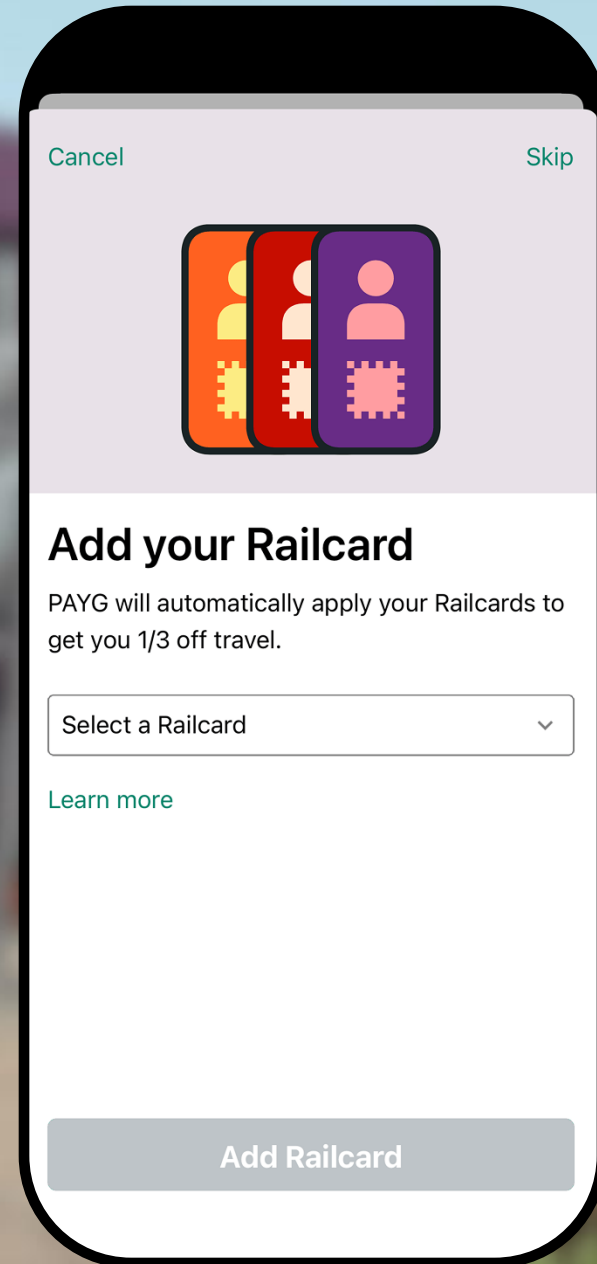 Cancel
Skip
Add your Railcard
PAYG will automatically apply your Railcards to
get you 1/3 off travel.
Select a Railcard
Learn more
Add Railcard